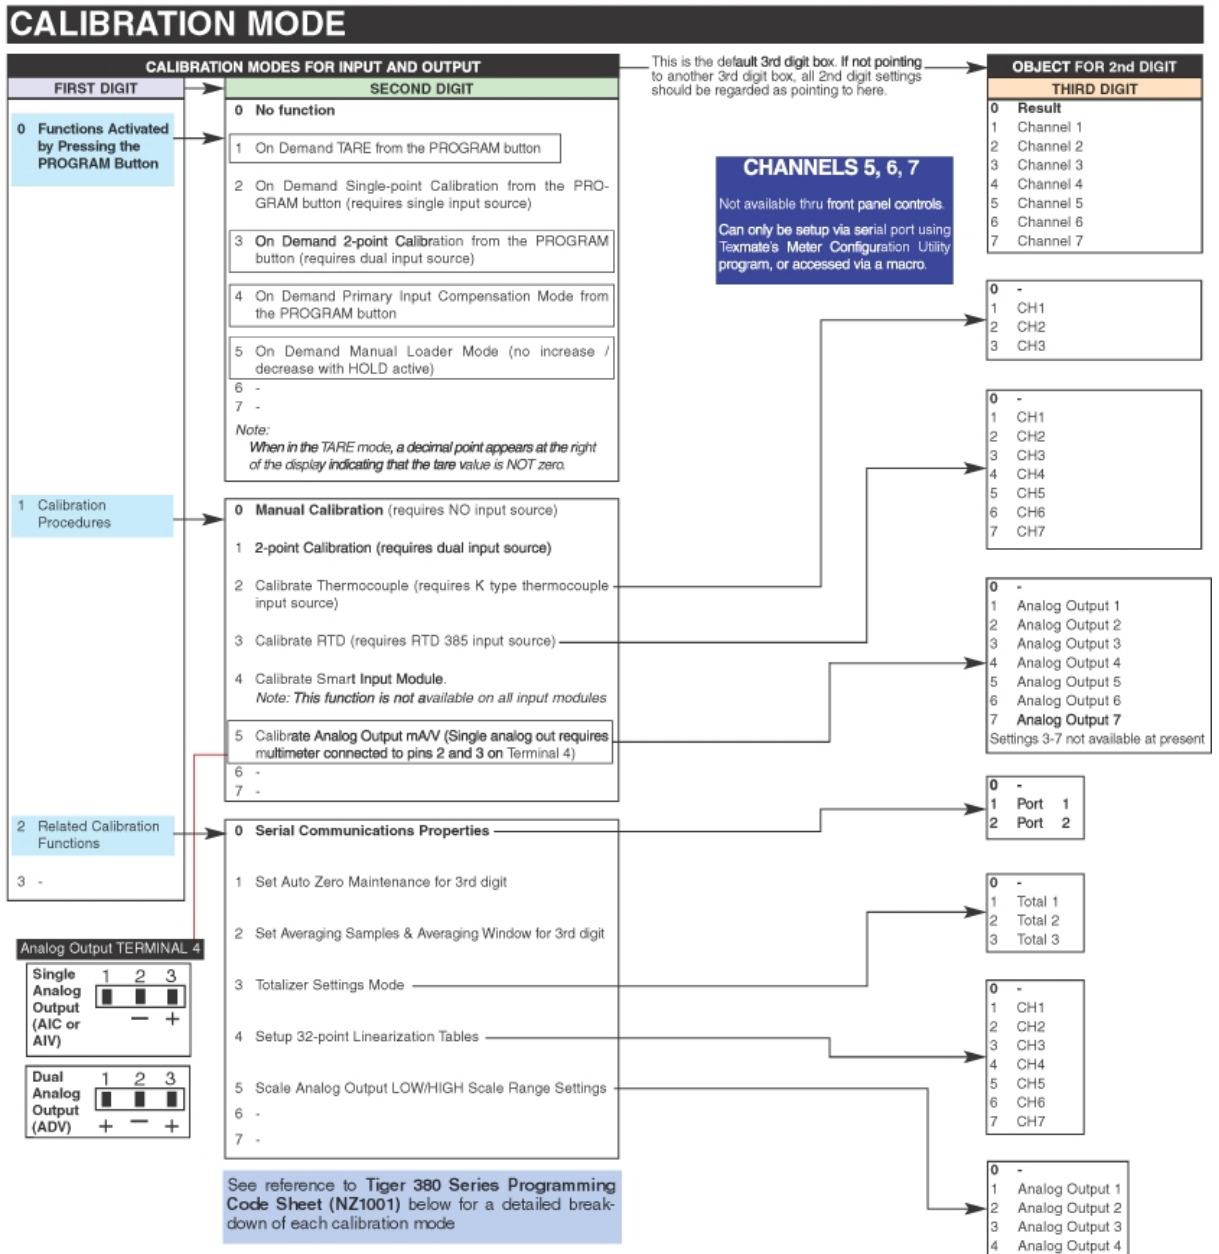 CALIBRATION MODE
CALIBRATION MODES FOR INPUT AND OUTPUT
FIRST DIGIT
SECOND DIGIT
This is the default 3rd digit box. If not pointing
to another 3rd digit box, all 2nd digit settings
should be regarded as pointing to here.
OBJECT FOR 2nd DIGIT
THIRD DIGIT
0 Functions Activated
by Pressing the
PROGRAM Button
0 No function
1 On Demand TARE from the PROGRAM button
2 On Demand Single-point Calibration from the PRO-
GRAM button (requires single input source)
3 On Demand 2-point Calibration from the PROGRAM
button (requires dual input source)
4 On Demand Primary Input Compensation Mode from
the PROGRAM button
5 On Demand Manual Loader Mode (no increase /
decrease with HOLD active)
6 -
7 -
Note:
When in the TARE mode, a decimal point appears at the right
of the display indicating that the tare value is NOT zero.
CHANNELS 5, 6, 7
Not available thru front panel controls.
Can only be setup via serial port using
Texmate's Meter Configuration Utility
program, or accessed via a macro.
0 Result
1 Channel 1
2 Channel 2
3 Channel 3
4 Channel 4
5 Channel 5
6 Channel 6
7 Channel 7
0 -
1 CH1
2 CH2
3 CH3
0 -
1 CH1
2 CH2
3 CH3
4 CH4
5 CH5
6 CH6
7 CH7
1 Calibration
Procedures
0 Manual Calibration (requires NO input source)
1 2-point Calibration (requires dual input source)
2 Calibrate Thermocouple (requires K type thermocouple
input source)
3 Calibrate RTD (requires RTD 385 input source)
4 Calibrate Smart Input Module.
Note: This function is not available on all input modules
5 Calibrate Analog Output mA/V (Single analog out requires
multimeter connected to pins 2 and 3 on Terminal 4)
6 -
7 -
0 -
1 Analog Output 1
2 Analog Output 2
3 Analog Output 3
4 Analog Output 4
5 Analog Output 5
6 Analog Output 6
7 Analog Output 7
Settings 3-7 not available at present
2 Related Calibration
Functions
3 -
0 Serial Communications Properties
1 Set Auto Zero Maintenance for 3rd digit
2 Set Averaging Samples & Averaging Window for 3rd digit
3 Totalizer Settings Mode
4 Setup 32-point Linearization Tables
5 Scale Analog Output LOW/HIGH Scale Range Settings
6 -
7 -
0 -
1 Port 1
2 Port 2
0 -
1 Total 1
2 Total 2
3 Total 3
0 -
1 CH1
2 CH2
3 CH3
4 CH4
5 CH5
6 CH6
7 CH7
0 -
1 Analog Output 1
2 Analog Output 2
3 Analog Output 3
4 Analog Output 4
Analog Output TERMINAL 4
Single
Analog
Output
(AIC or
AIV)
1 2 3
− +
Dual
Analog
Output
(ADV)
1 2 3
+ − +
See reference to Tiger 380 Series Programming
Code Sheet (NZ1001) below for a detailed break-
down of each calibration mode